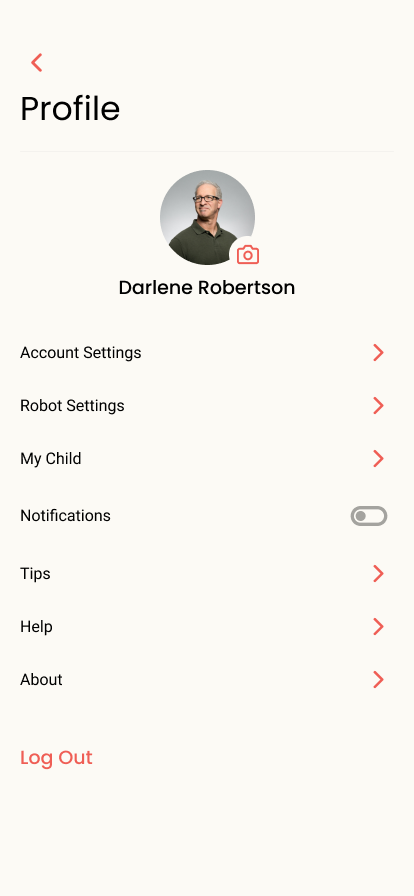 Profile
Darlene Robertson
Account Settings
Robot Settings
My Child
Notifications
Tips
Help
About
Log Out